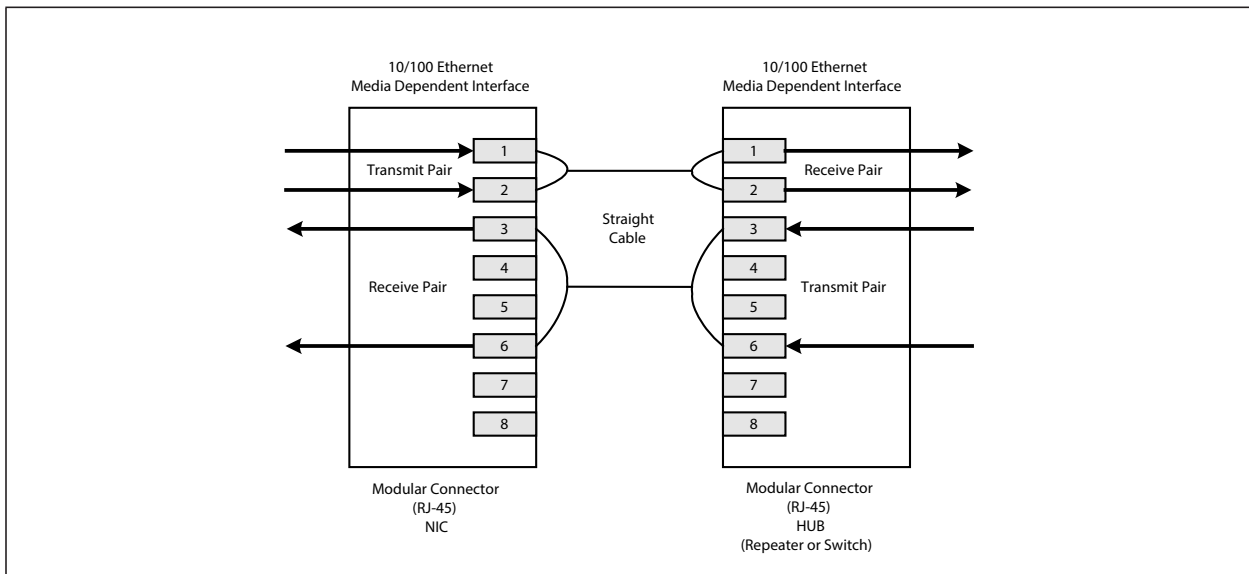 10/100 Ethernet
Media Dependent Interface
10/100 Ethernet
Media Dependent Interface
1
Transmit Pair
2
3
4
Receive Pair
5
6
7
8
Straight
Cable
1
Receive Pair
2
3
4
Transmit Pair
5
6
7
8
Modular Connector
(RJ-45)
NIC
Modular Connector
(RJ-45)
HUB
(Repeater or Switch)